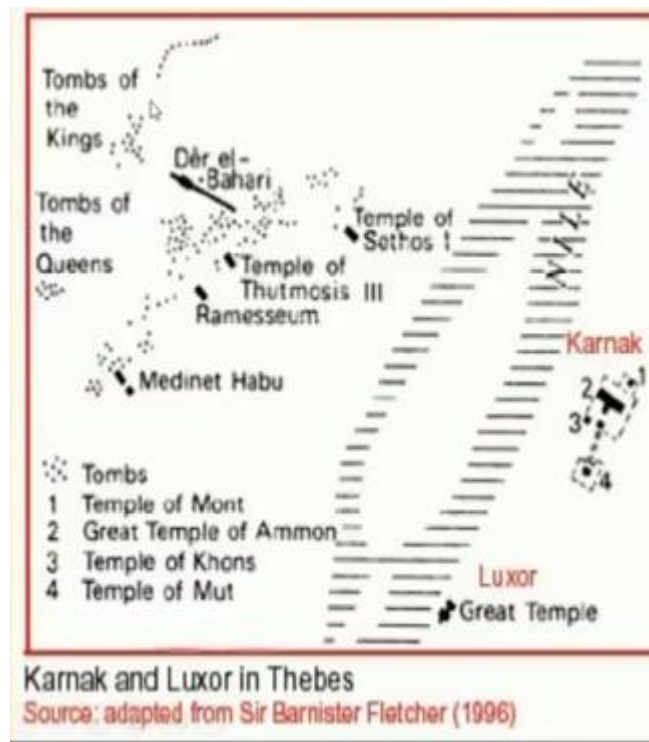 Tombs of
the
Kings
Dêr el-
Bahari
Tombs of
the
Queens
Temple of
Sethos I
Temple of
Thutmosis III
Ramesseum
NILE
Karnak
1
2
3
4
Medinet Habu
Tombs
1 Temple of Mont
2 Great Temple of Ammon
3 Temple of Khons
4 Temple of Mut
Luxor
Great Temple
Karnak and Luxor in Thebes
Source: adapted from Sir Barnister Fletcher (1996)